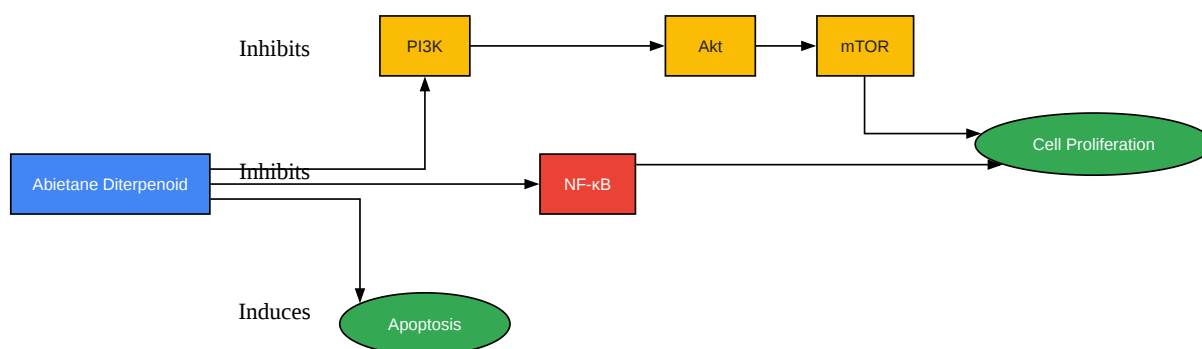 Inhibits
PI3K
Akt
mTOR
Cell Proliferation
Abietane Diterpenoid
Inhibits
NF-κB
Induces
Apoptosis